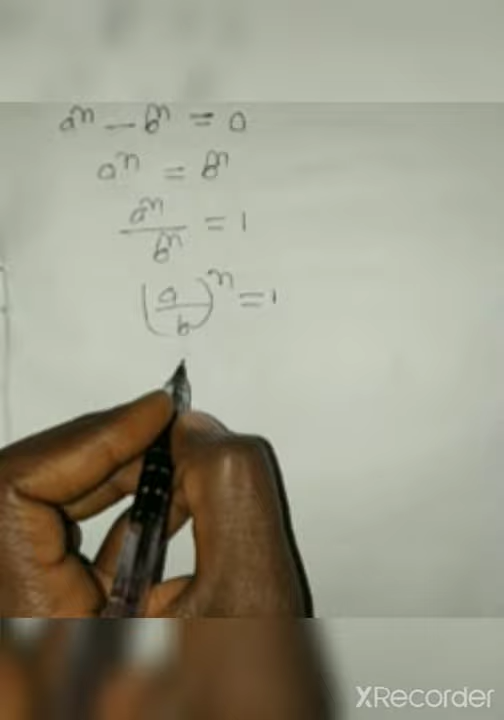 aⁿ - bⁿ = 0
aⁿ = bⁿ
aⁿ/bⁿ = 1
(a/b)ⁿ = 1
XRecorder